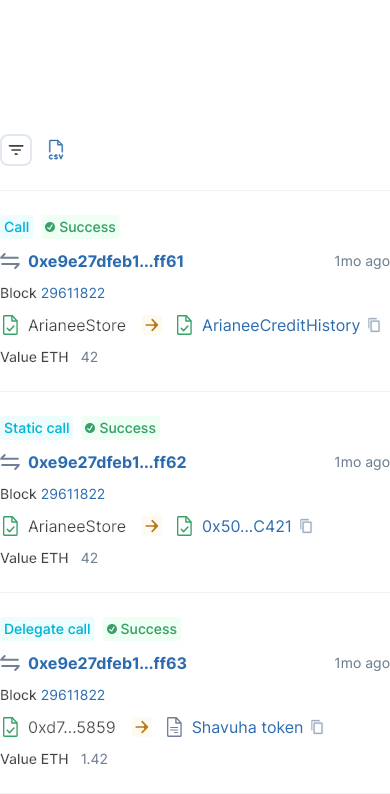 CSV
Call Success
0xe9e27dfeb1...ff61 1mo ago
Block 29611822
ArianeeStore ArianeeCreditHistory
Value ETH 42
Static call Success
0xe9e27dfeb1...ff62 1mo ago
Block 29611822
ArianeeStore 0x50...C421
Value ETH 42
Delegate call Success
0xe9e27dfeb1...ff63 1mo ago
Block 29611822
0xd7...5859 Shavuha token
Value ETH 1.42